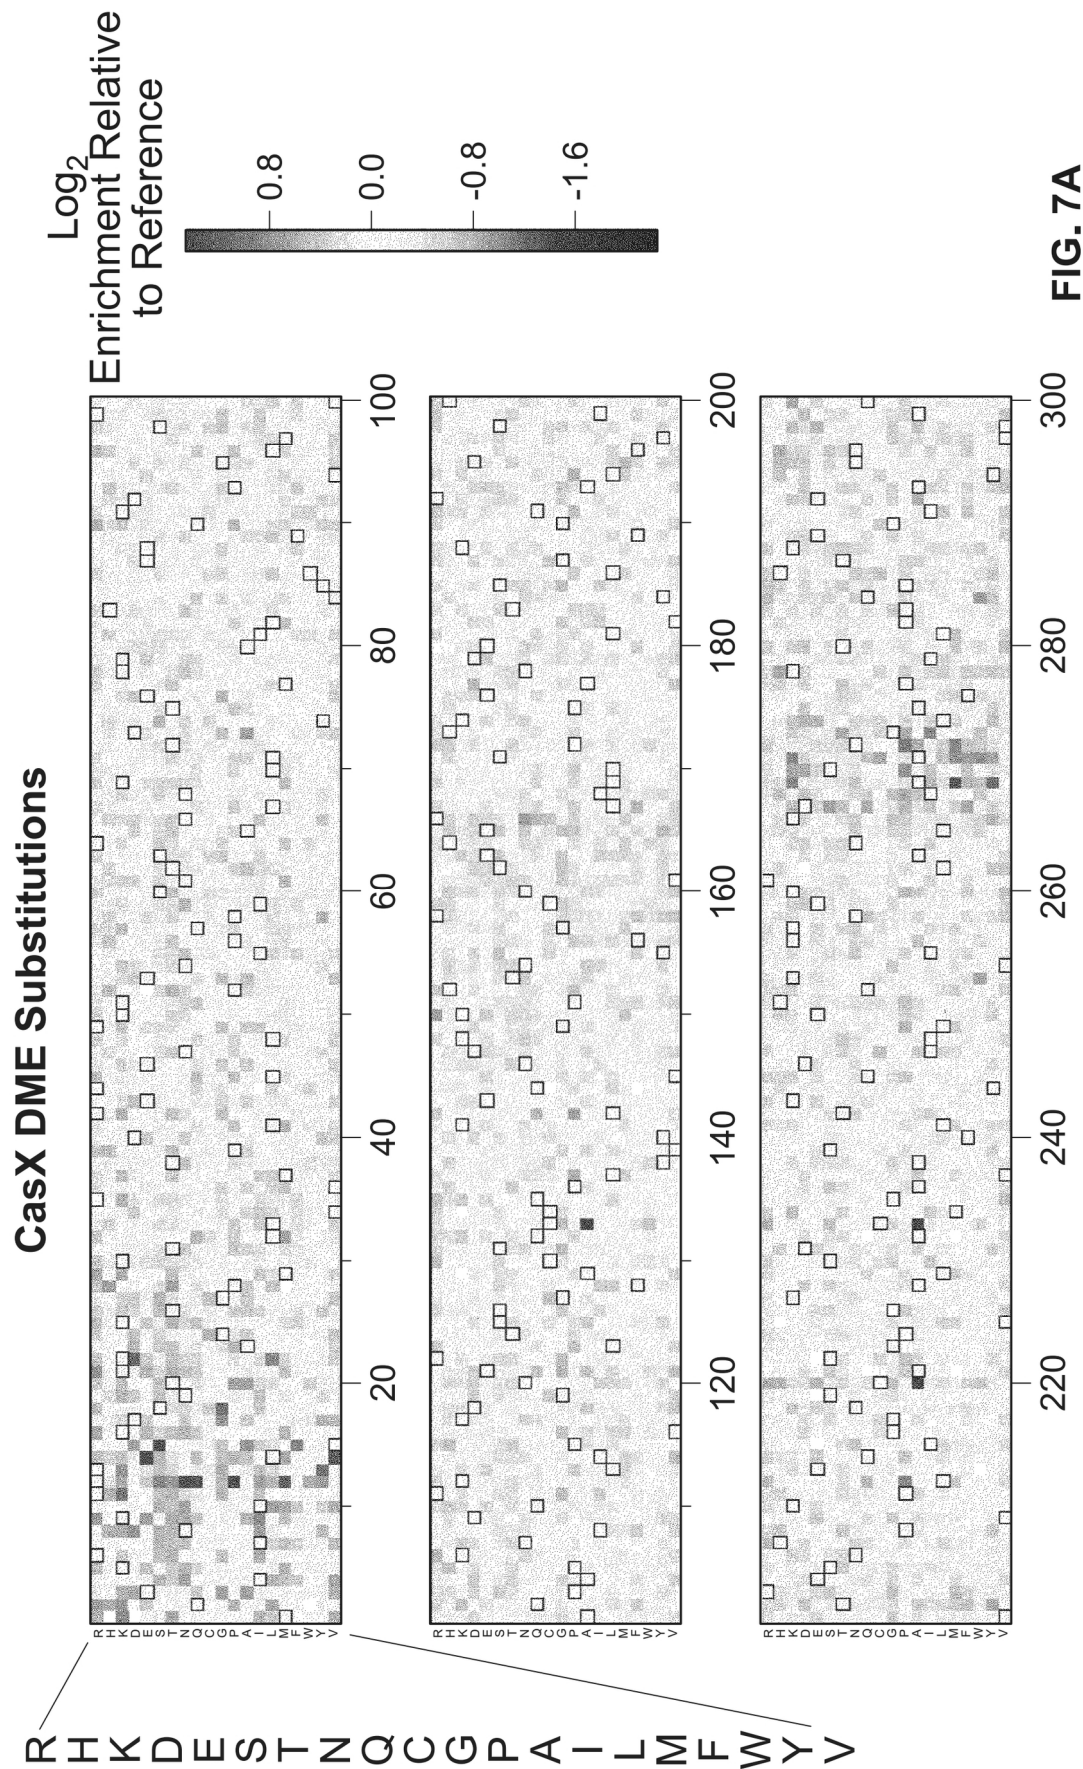 CasX DME Substitutions
Log2
Enrichment Relative
to Reference
0.8
0.0
-0.8
-1.6
R
H
K
D
E
S
T
N
Q
C
G
P
A
I
L
M
F
W
Y
V
R
H
K
D
E
S
T
N
Q
C
G
P
A
I
L
M
F
W
Y
V
20 40 60 80 100
R
H
K
D
E
S
T
N
Q
C
G
P
A
I
L
M
F
W
Y
V
120 140 160 180 200
R
H
K
D
E
S
T
N
Q
C
G
P
A
I
L
M
F
W
Y
V
220 240 260 280 300
FIG. 7A